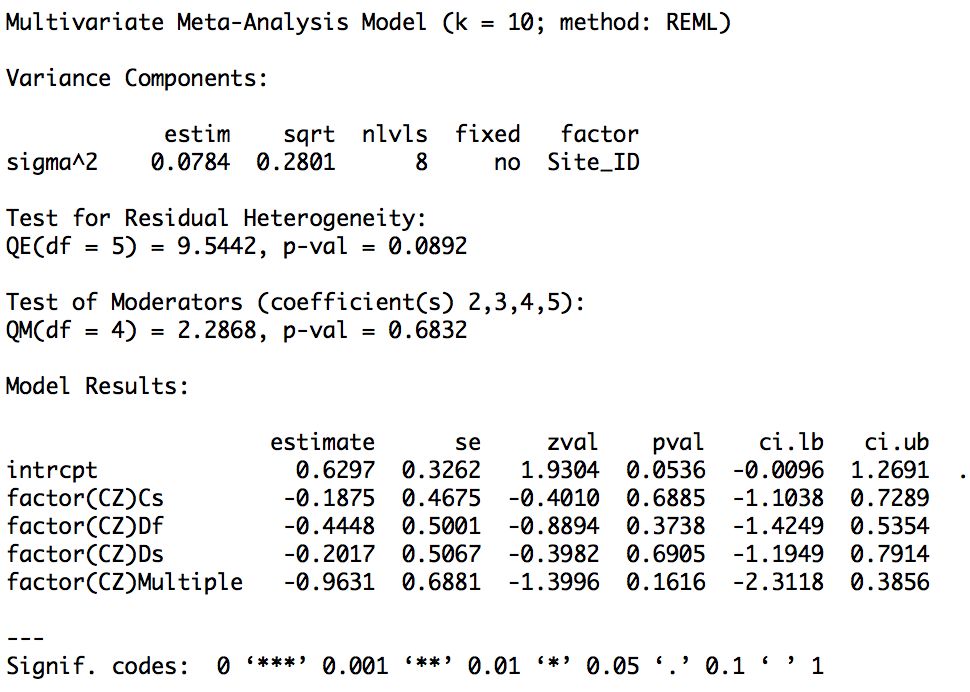 Multivariate Meta-Analysis Model (k = 10; method: REML)
Variance Components:
estim sqrt nlvls fixed factor
sigma^2 0.0784 0.2801 8 no Site_ID
Test for Residual Heterogeneity:
QE(df = 5) = 9.5442, p-val = 0.0892
Test of Moderators (coefficient(s) 2,3,4,5):
QM(df = 4) = 2.2868, p-val = 0.6832
Model Results:
estimate se zval pval ci.lb ci.ub
intrcpt 0.6297 0.3262 1.9304 0.0536 -0.0096 1.2691 .
factor(CZ)Cs -0.1875 0.4675 -0.4010 0.6885 -1.1038 0.7289
factor(CZ)Df -0.4448 0.5001 -0.8894 0.3738 -1.4249 0.5354
factor(CZ)Ds -0.2017 0.5067 -0.3982 0.6905 -1.1949 0.7914
factor(CZ)Multiple -0.9631 0.6881 -1.3996 0.1616 -2.3118 0.3856
---
Signif. codes: 0 ‘***’ 0.001 ‘**’ 0.01 ‘*’ 0.05 ‘.’ 0.1 ‘ ’ 1